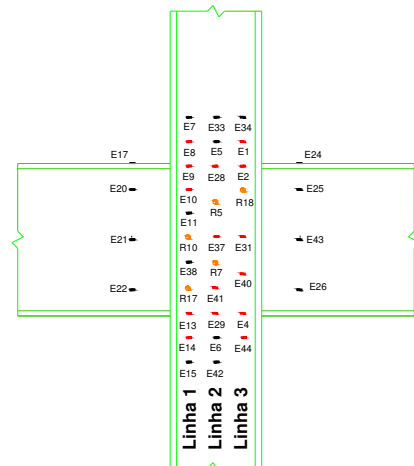 E7 E33 E34
E8 E5 E1
E17 E24
E9 E28 E2
E20 E10 R5 R18 E25
E11
E21 R10 E37 E31 E43
E38 R7 E40
E22 R17 E41 E26
E13 E29 E4
E14 E6 E44
E15 E42
Linha 1
Linha 2
Linha 3